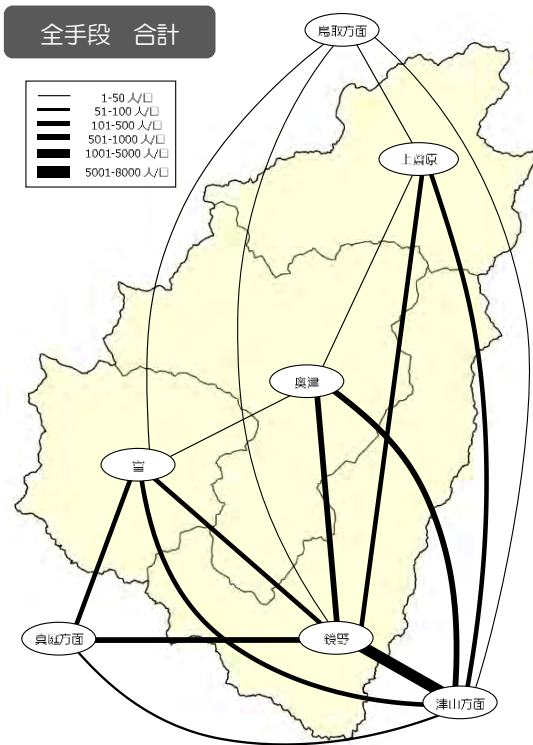 全手段 合計
鳥取方面
1-50 人/日
51-100 人/日
101-500 人/日
501-1000 人/日
1001-5000 人/日
5001-8000 人/日
上齋原
奥津
富
真庭方面
鏡野
津山方面